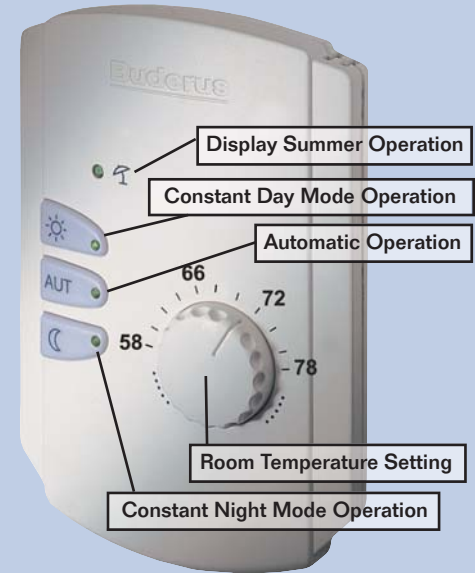 Buderus
Display Summer Operation
Constant Day Mode Operation
Automatic Operation
AUT
66
72
58
78
Room Temperature Setting
Constant Night Mode Operation